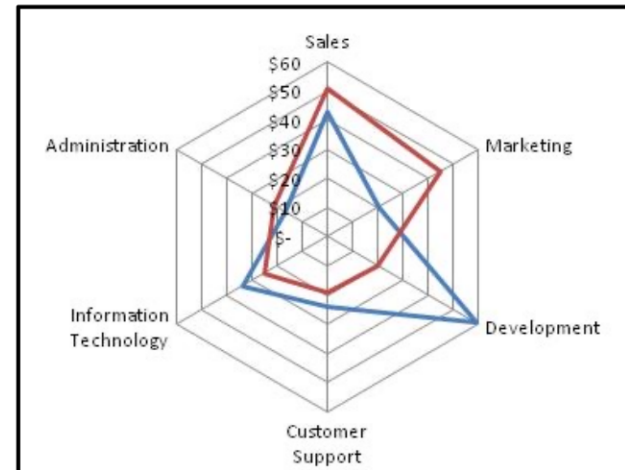 Sales
$60
$50
$40
$30
$20
$10
$-
Administration
Marketing
Information
Technology
Development
Customer
Support